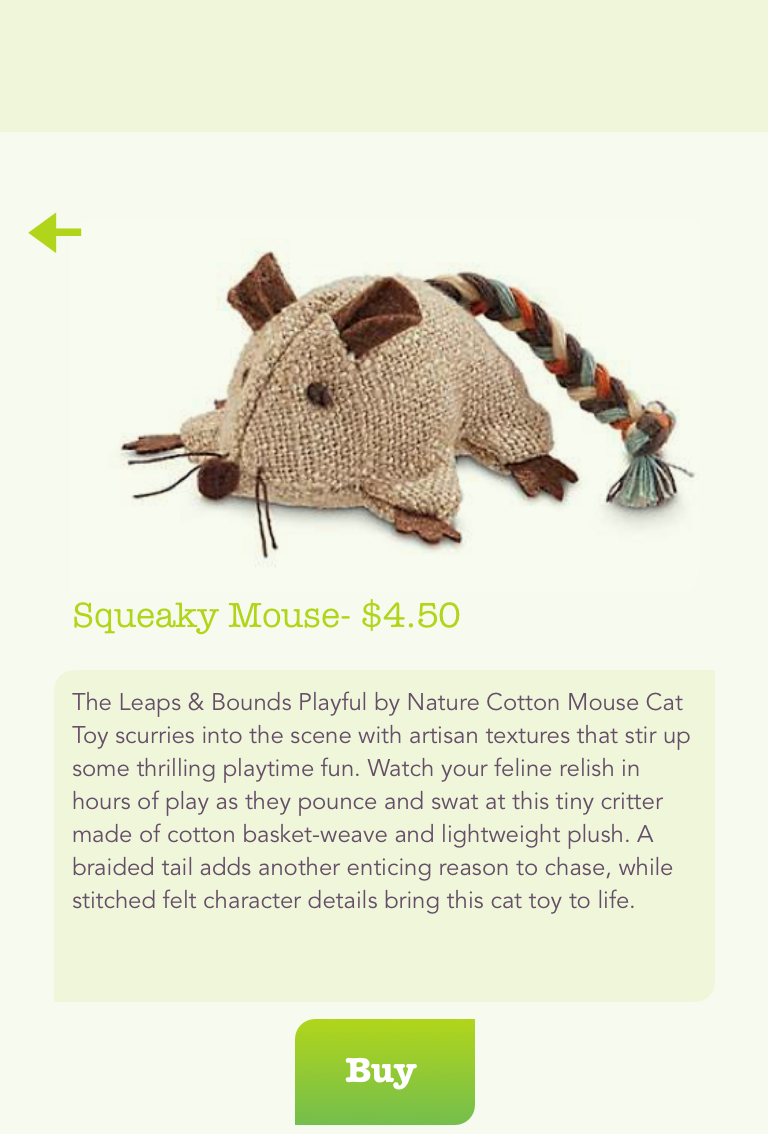 Squeaky Mouse- $4.50
The Leaps & Bounds Playful by Nature Cotton Mouse Cat
Toy scurries into the scene with artisan textures that stir up
some thrilling playtime fun. Watch your feline relish in
hours of play as they pounce and swat at this tiny critter
made of cotton basket-weave and lightweight plush. A
braided tail adds another enticing reason to chase, while
stitched felt character details bring this cat toy to life.
Buy